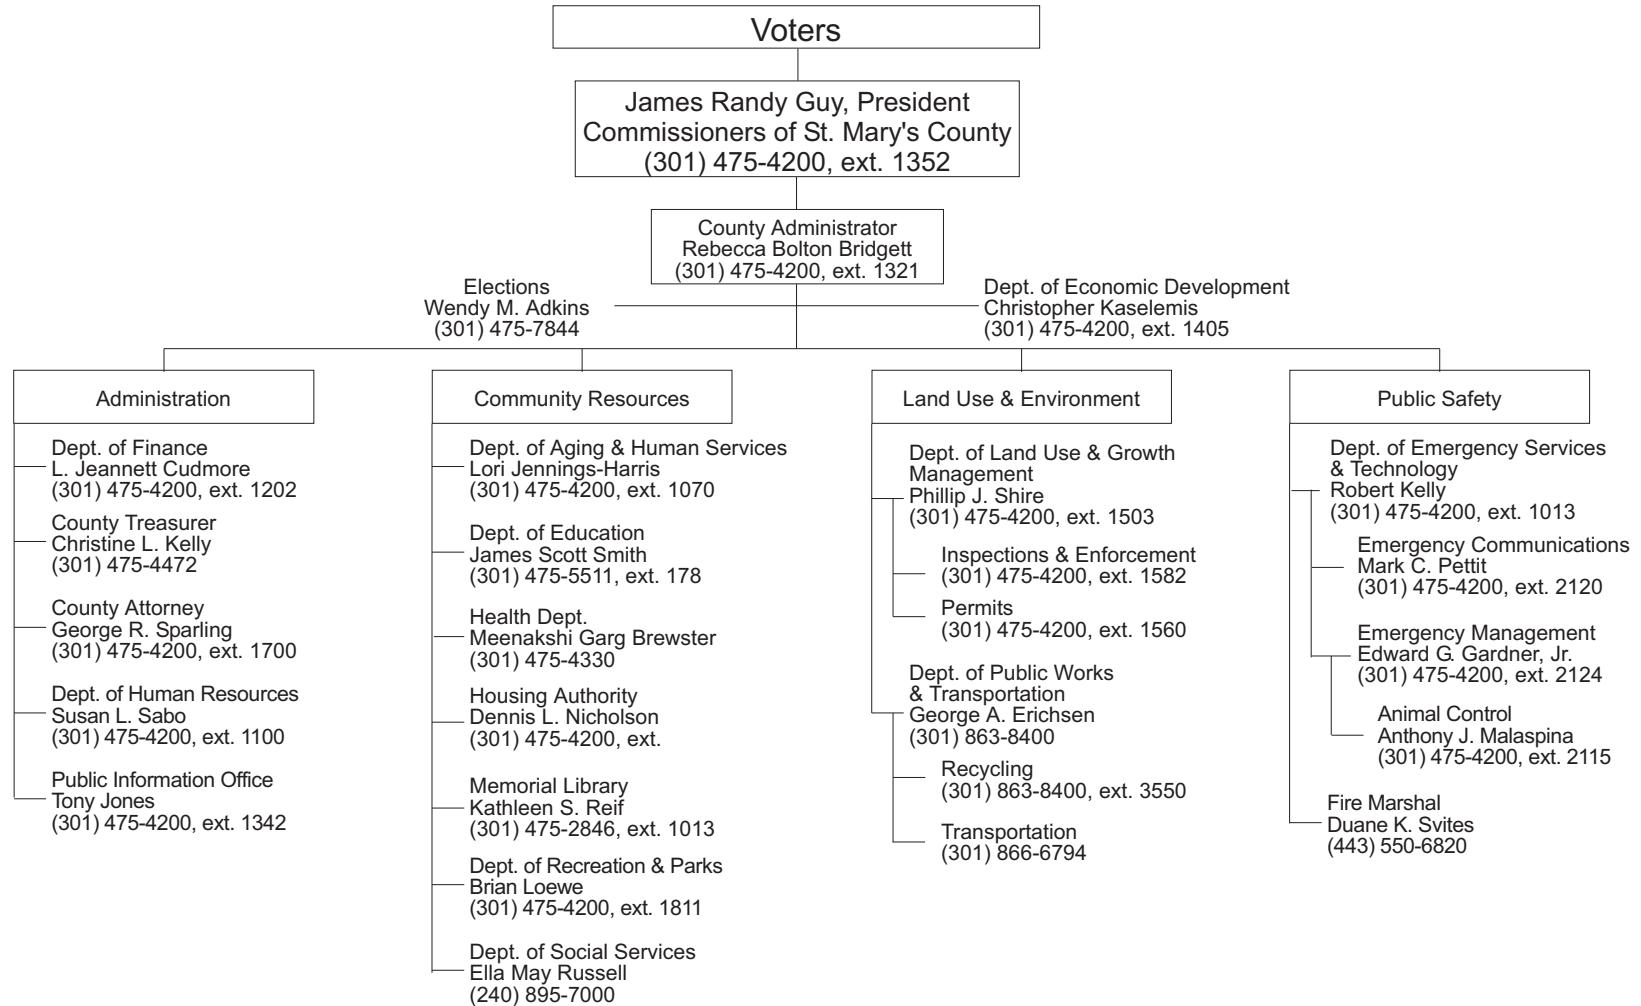 Voters
James Randy Guy, President
Commissioners of St. Mary's County
(301) 475-4200, ext. 1352
County Administrator
Rebecca Bolton Bridgett
(301) 475-4200, ext. 1321
Elections
Wendy M. Adkins
(301) 475-7844
Dept. of Economic Development
Christopher Kaselemis
(301) 475-4200, ext. 1405
Administration
Dept. of Finance
L. Jeannett Cudmore
(301) 475-4200, ext. 1202
County Treasurer
Christine L. Kelly
(301) 475-4472
County Attorney
George R. Sparling
(301) 475-4200, ext. 1700
Dept. of Human Resources
Susan L. Sabo
(301) 475-4200, ext. 1100
Public Information Office
Tony Jones
(301) 475-4200, ext. 1342
Community Resources
Dept. of Aging & Human Services
Lori Jennings-Harris
(301) 475-4200, ext. 1070
Dept. of Education
James Scott Smith
(301) 475-5511, ext. 178
Health Dept.
Meenakshi Garg Brewster
(301) 475-4330
Housing Authority
Dennis L. Nicholson
(301) 475-4200, ext.
Memorial Library
Kathleen S. Reif
(301) 475-2846, ext. 1013
Dept. of Recreation & Parks
Brian Loewe
(301) 475-4200, ext. 1811
Dept. of Social Services
Ella May Russell
(240) 895-7000
Land Use & Environment
Dept. of Land Use & Growth
Management
Phillip J. Shire
(301) 475-4200, ext. 1503
Inspections & Enforcement
(301) 475-4200, ext. 1582
Permits
(301) 475-4200, ext. 1560
Dept. of Public Works
& Transportation
George A. Erichsen
(301) 863-8400
Recycling
(301) 863-8400, ext. 3550
Transportation
(301) 866-6794
Public Safety
Dept. of Emergency Services
& Technology
Robert Kelly
(301) 475-4200, ext. 1013
Emergency Communications
Mark C. Pettit
(301) 475-4200, ext. 2120
Emergency Management
Edward G. Gardner, Jr.
(301) 475-4200, ext. 2124
Animal Control
Anthony J. Malaspina
(301) 475-4200, ext. 2115
Fire Marshal
Duane K. Svites
(443) 550-6820